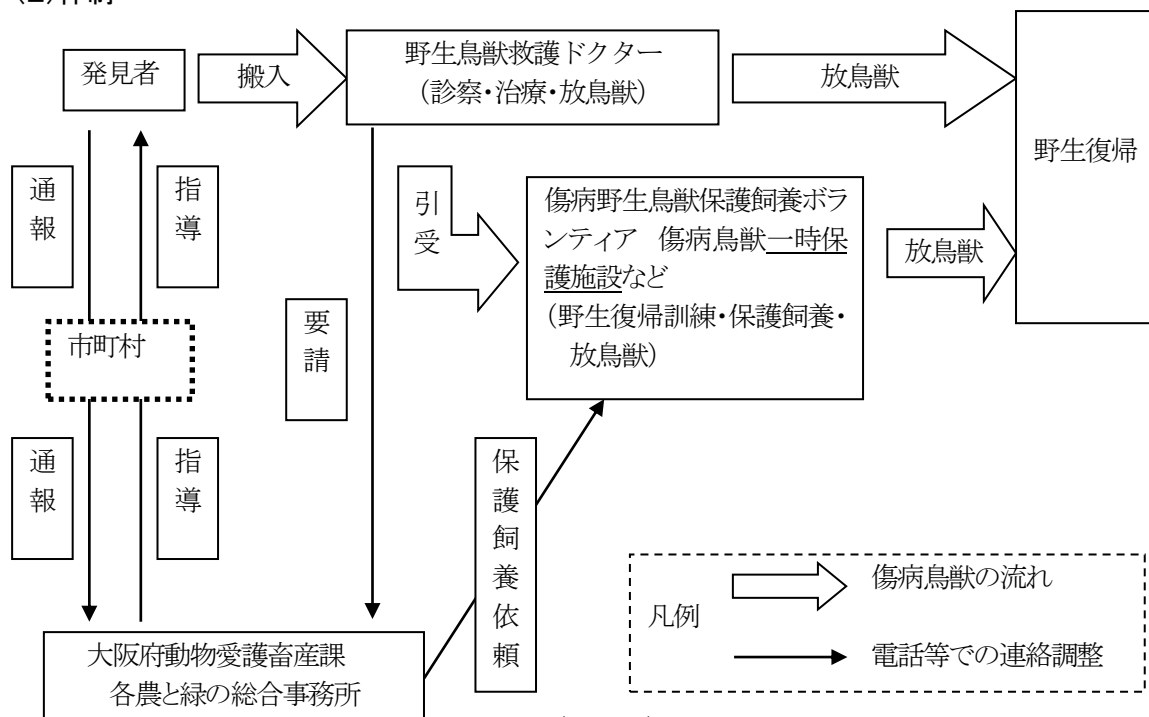 発見者
搬入
野生鳥獣救護ドクター
（診察・治療・放鳥獣）
放鳥獣
野生復帰
通報
指導
引受
傷病野生鳥獣保護飼養ボラ
ンティア　傷病鳥獣一時保
護施設など
（野生復帰訓練・保護飼養・
放鳥獣）
放鳥獣
市町村
要請
通報
指導
保護飼養依頼
大阪府動物愛護畜産課
各農と緑の総合事務所
凡例
傷病鳥獣の流れ
電話等での連絡調整